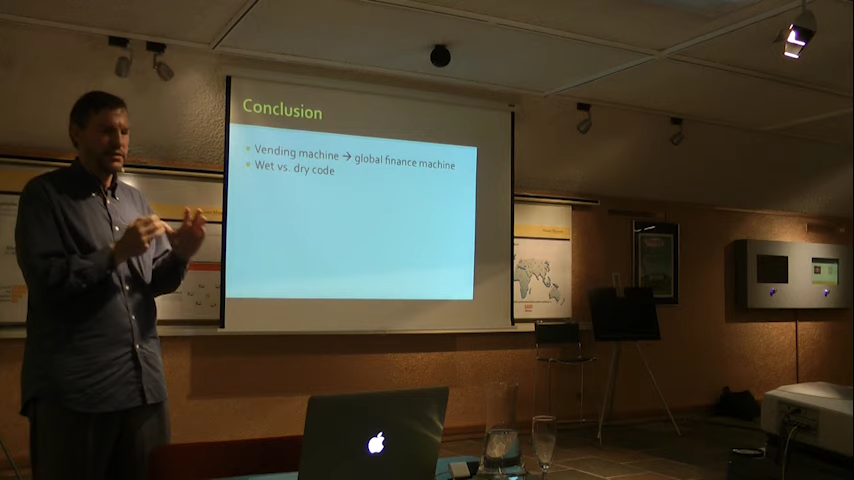 Conclusion
Vending machine → global finance machine
Wet vs. dry code